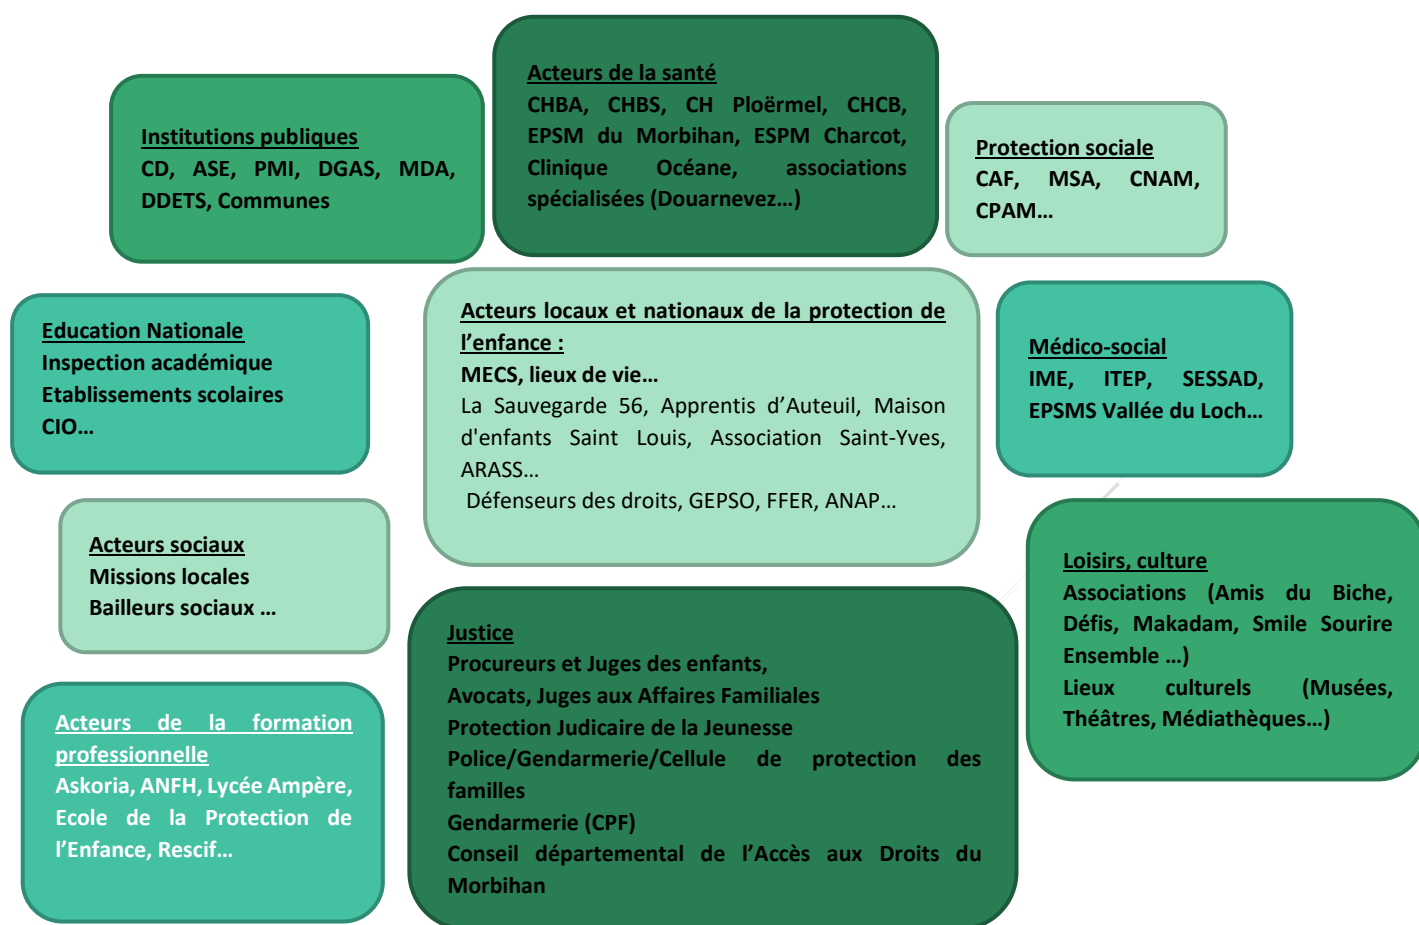 Institutions publiques
CD, ASE, PMI, DGAS, MDA,
DDETS, Communes
Acteurs de la santé
CHBA, CHBS, CH Ploërmel, CHCB,
EPSM du Morbihan, ESPM Charcot,
Clinique Océane, associations
spécialisées (Douarnevez…)
Protection sociale
CAF, MSA, CNAM,
CPAM…
Education Nationale
Inspection académique
Etablissements scolaires
CIO…
Acteurs locaux et nationaux de la protection de
l’enfance :
MECS, lieux de vie…
La Sauvegarde 56, Apprentis d’Auteuil, Maison
d'enfants Saint Louis, Association Saint-Yves,
ARASS…
Défenseurs des droits, GEPSO, FFER, ANAP…
Médico-social
IME, ITEP, SESSAD,
EPSMS Vallée du Loch…
Acteurs sociaux
Missions locales
Bailleurs sociaux …
Loisirs, culture
Associations (Amis du Biche,
Défis, Makadam, Smile Sourire
Ensemble …)
Lieux culturels (Musées,
Théâtres, Médiathèques…)
Acteurs de la formation
professionnelle
Askoria, ANFH, Lycée Ampère,
Ecole de la Protection de
l’Enfance, Rescif…
Justice
Procureurs et Juges des enfants,
Avocats, Juges aux Affaires Familiales
Protection Judicaire de la Jeunesse
Police/Gendarmerie/Cellule de protection des
familles
Gendarmerie (CPF)
Conseil départemental de l’Accès aux Droits du
Morbihan